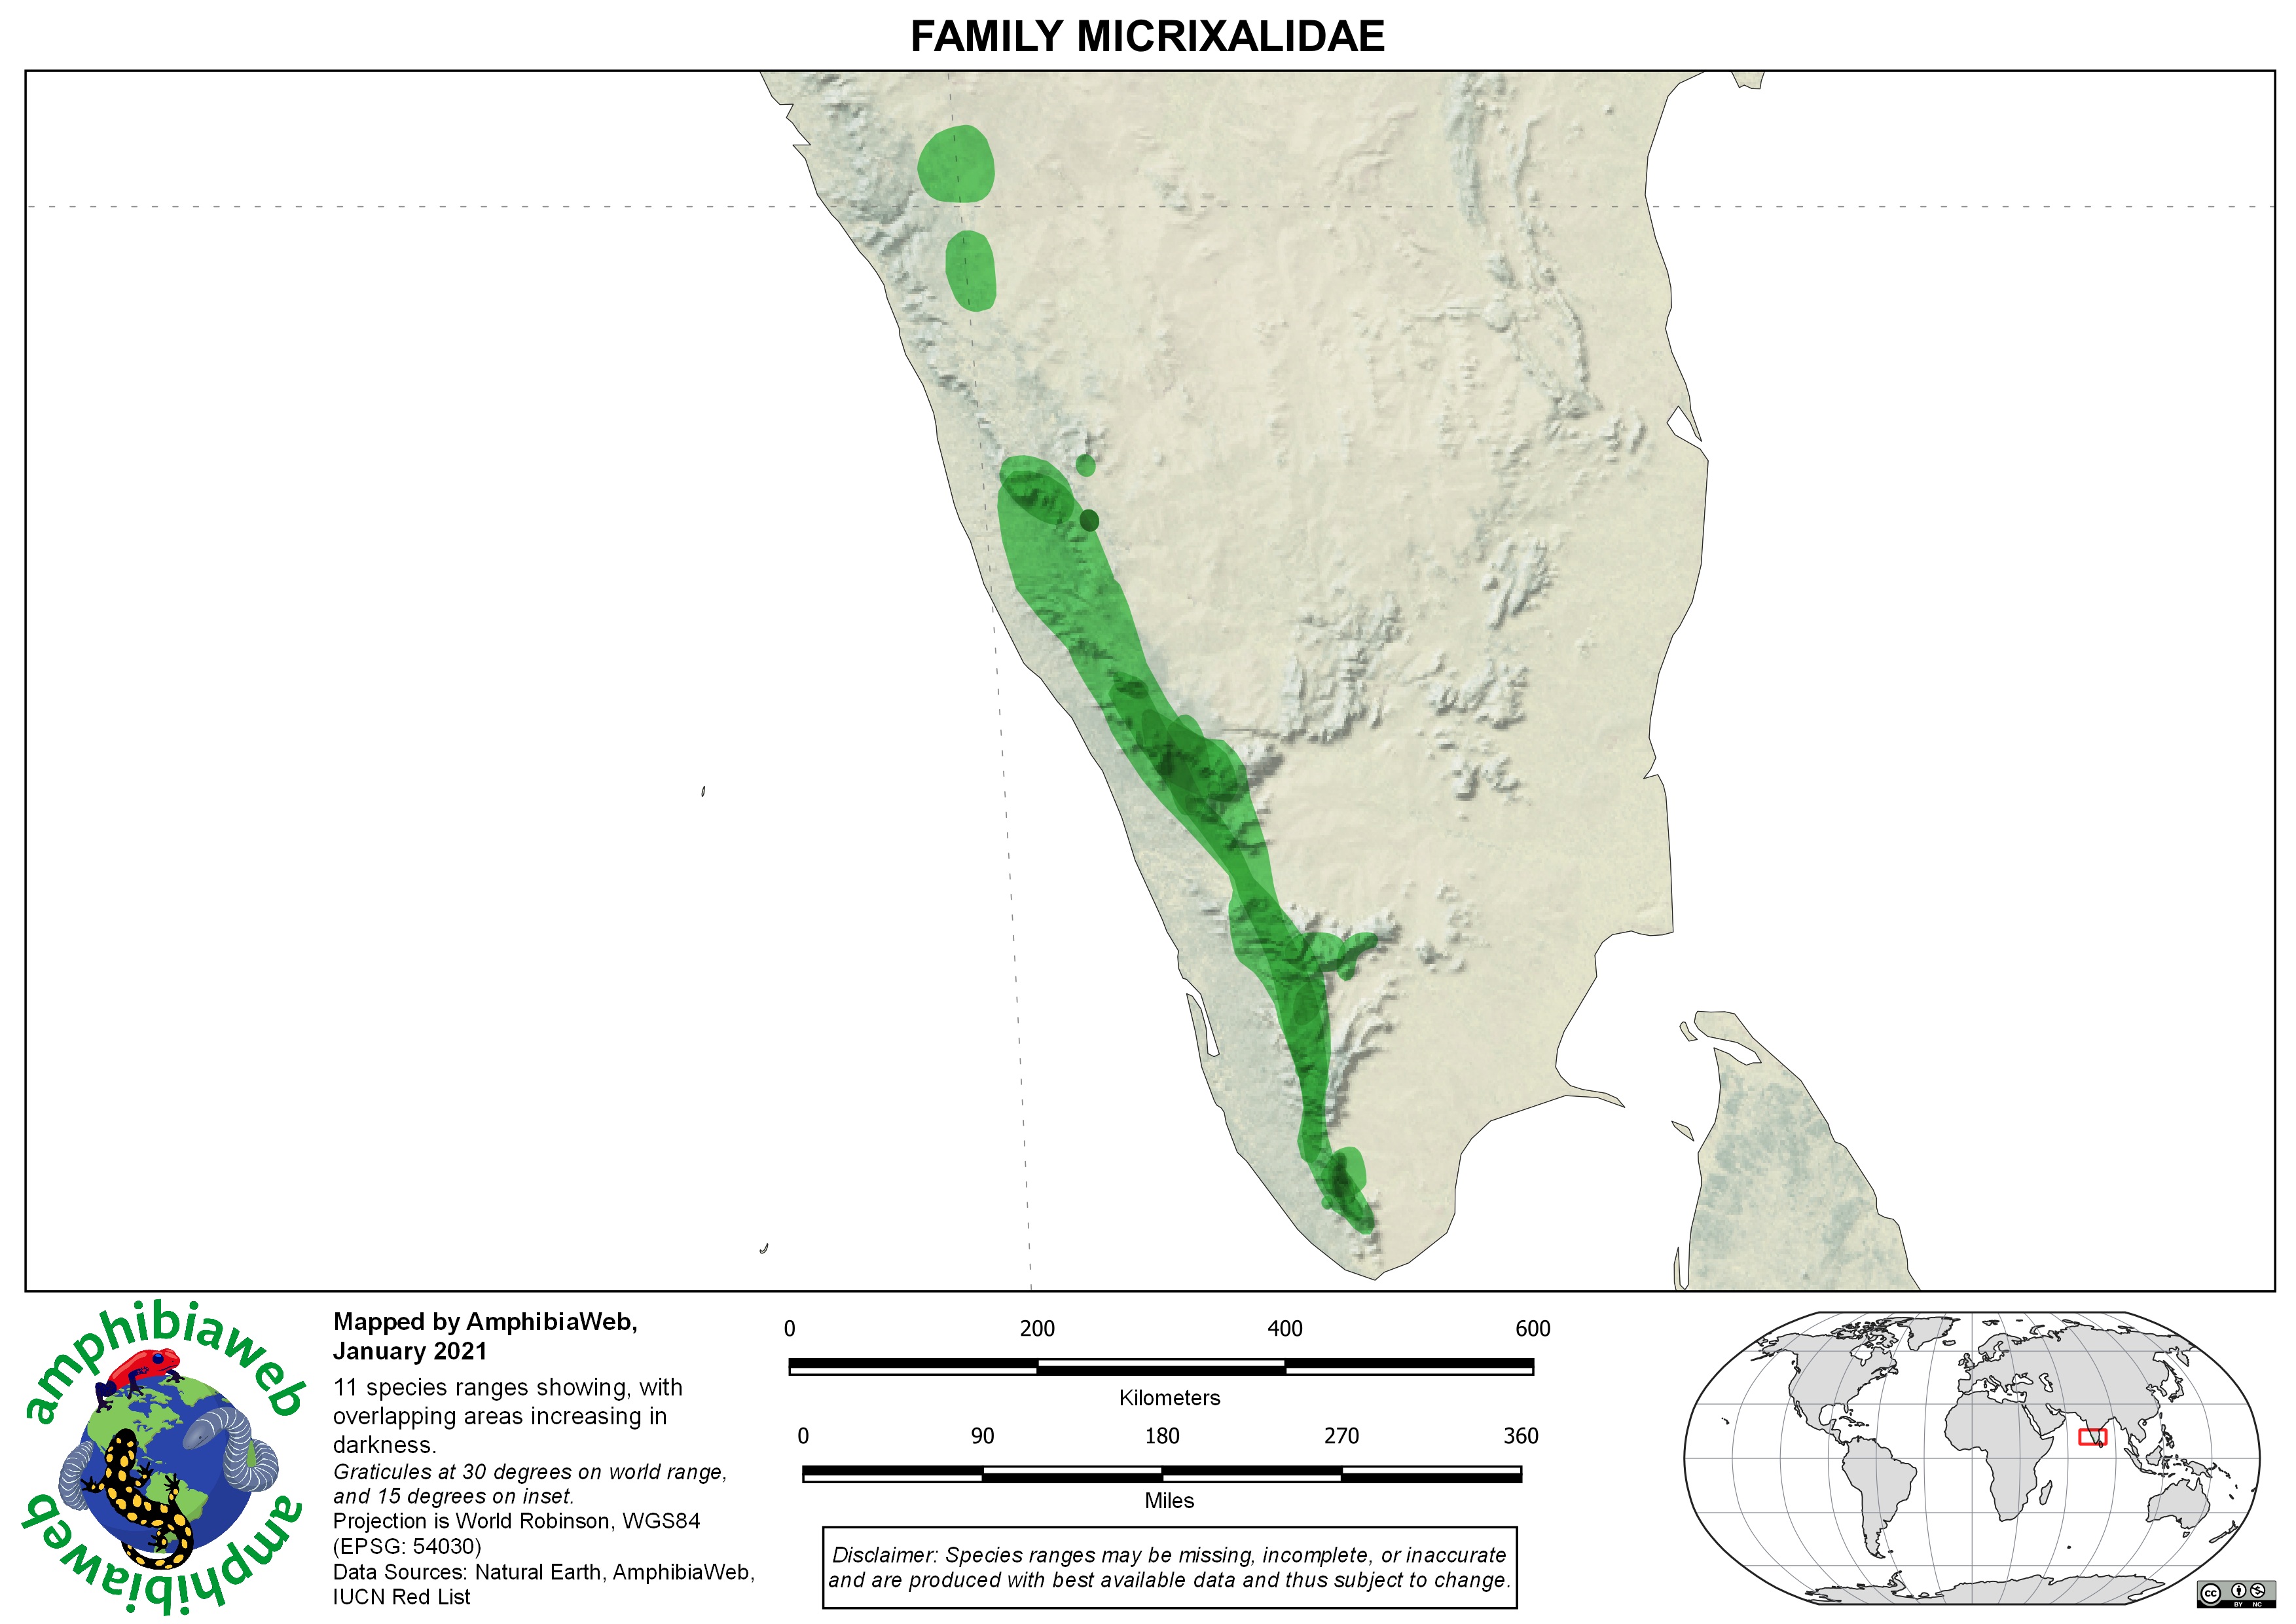 FAMILY MICRIXALIDAE
amphibiaweb
amphibiaweb
Mapped by AmphibiaWeb,
January 2021
11 species ranges showing, with
overlapping areas increasing in
darkness.
Graticules at 30 degrees on world range,
and 15 degrees on inset.
Projection is World Robinson, WGS84
(EPSG: 54030)
Data Sources: Natural Earth, AmphibiaWeb,
IUCN Red List
0 200 400 600
Kilometers
0 90 180 270 360
Miles
Disclaimer: Species ranges may be missing, incomplete, or inaccurate
and are produced with best available data and thus subject to change.
cc
BY NC